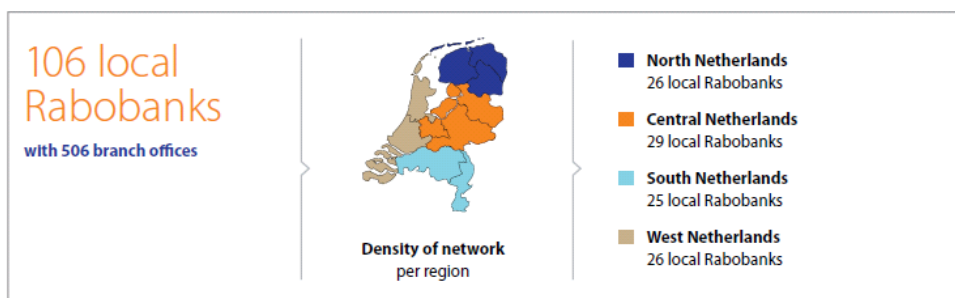 106 local
Rabobanks
with 506 branch offices
Density of network
per region
North Netherlands
26 local Rabobanks
Central Netherlands
29 local Rabobanks
South Netherlands
25 local Rabobanks
West Netherlands
26 local Rabobanks